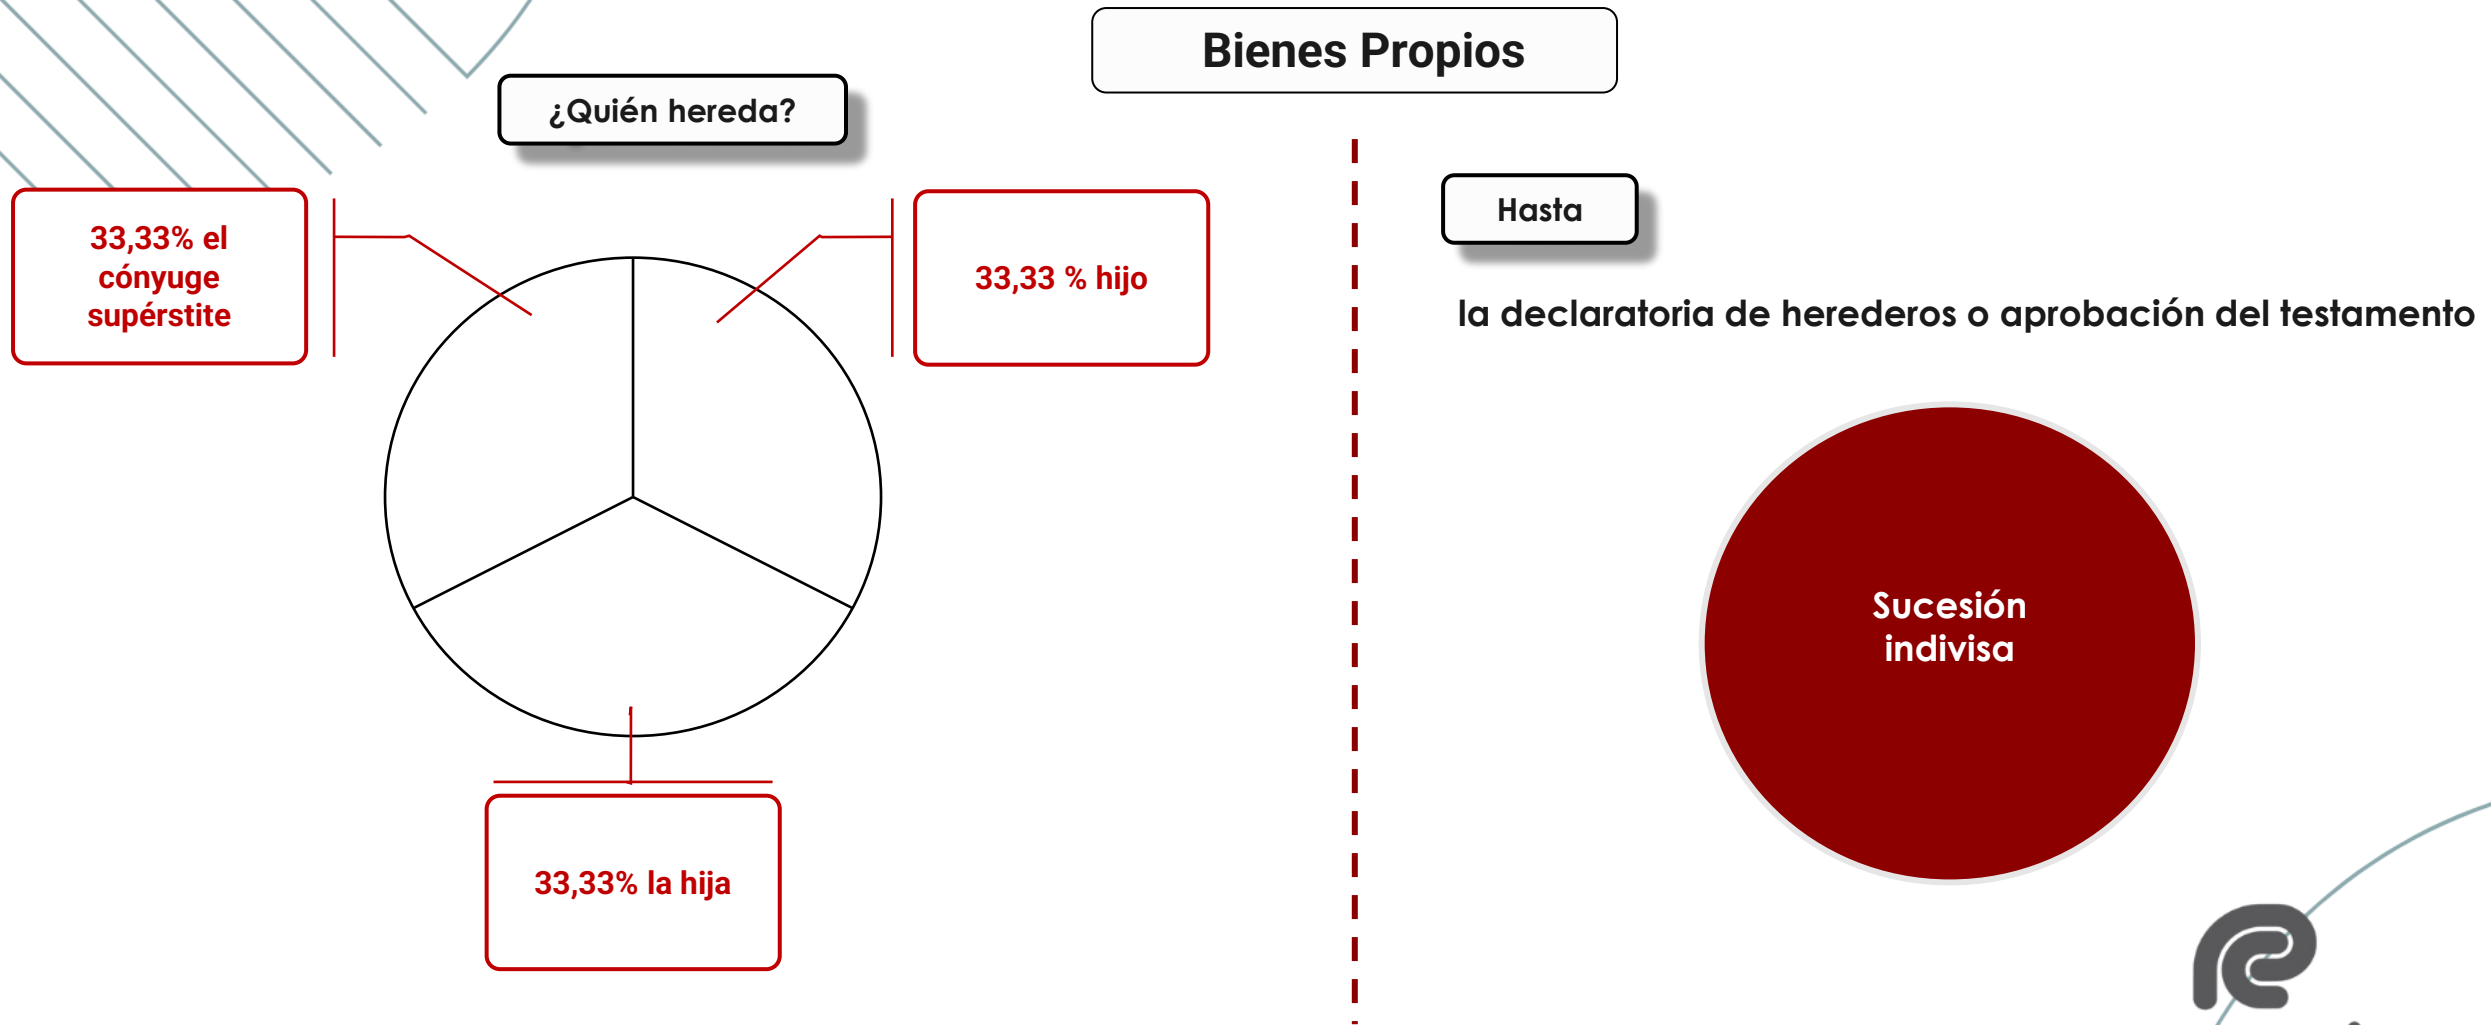 Bienes Propios
¿Quién hereda?
33,33% el
cónyuge
supérstite
33,33 % hijo
33,33% la hija
Hasta
la declaratoria de herederos o aprobación del testamento
Sucesión
indivisa